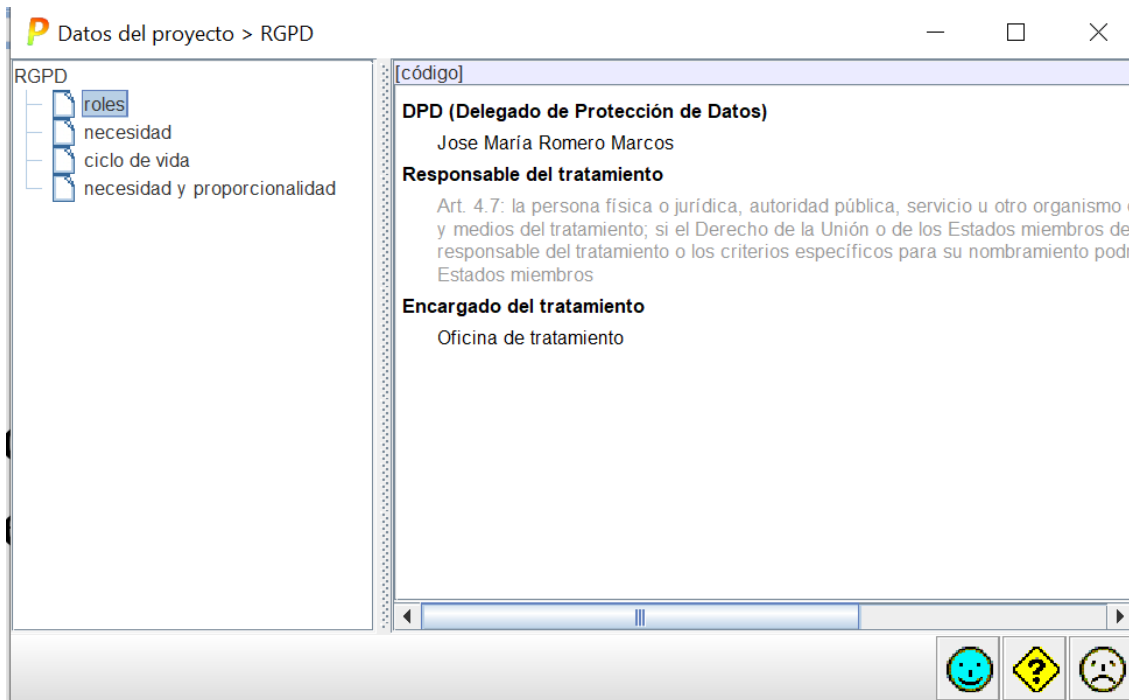 P Datos del proyecto > RGPD
RGPD
roles
necesidad
ciclo de vida
necesidad y proporcionalidad
[código]
DPD (Delegado de Protección de Datos)
Jose María Romero Marcos
Responsable del tratamiento
Art. 4.7: la persona física o jurídica, autoridad pública, servicio u otro organismo
y medios del tratamiento; si el Derecho de la Unión o de los Estados miembros de
responsable del tratamiento o los criterios específicos para su nombramiento pod
Estados miembros
Encargado del tratamiento
Oficina de tratamiento
?